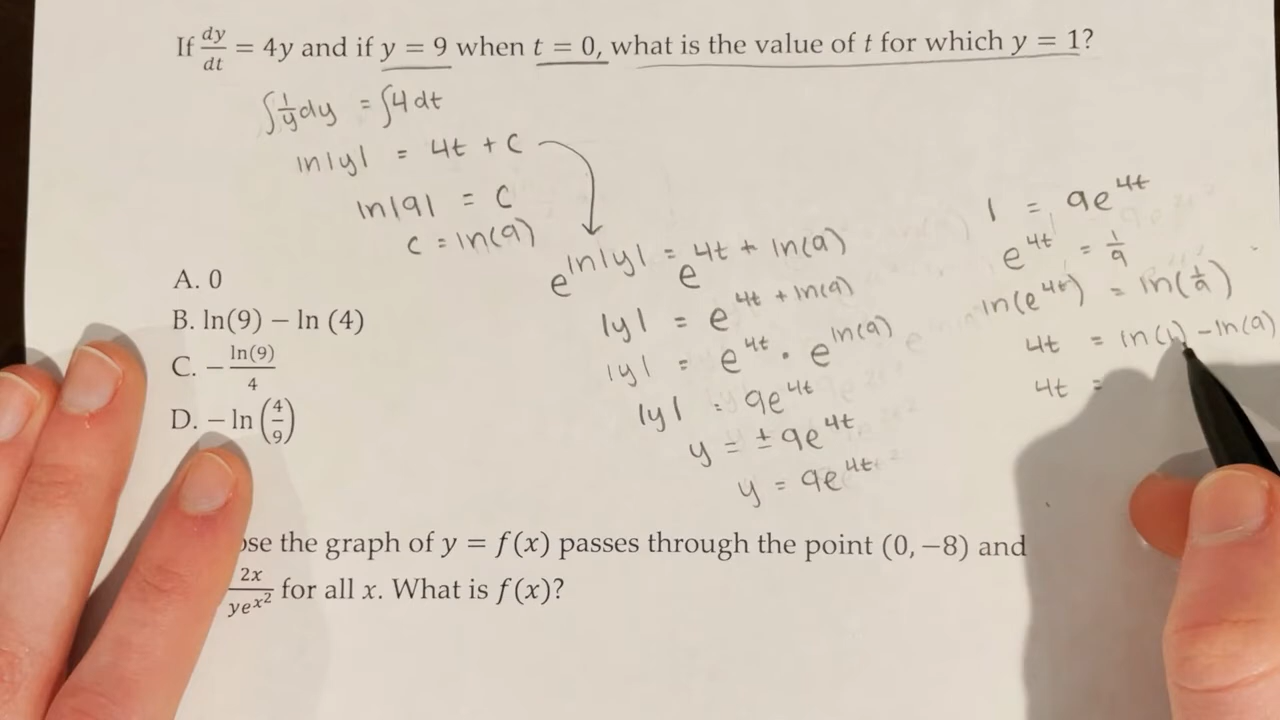 If dy/dt = 4y and if y = 9 when t = 0, what is the value of t for which y = 1?
∫ 1/y dy = ∫ 4 dt
ln|y| = 4t + C
ln|9| = C
C = ln(9)
A. 0
B. ln(9) − ln (4)
C. − ln(9)/4
D. − ln (4/9)
e^(ln|y|) = e^(4t + ln(9))
|y| = e^(4t + ln(9))
|y| = e^(4t) · e^(ln(9))
|y| = 9e^(4t)
y = ± 9e^(4t)
y = 9e^(4t)
1 = 9e^(4t)
e^(4t) = 1/9
ln(e^(4t)) = ln(1/9)
4t = ln(1) − ln(9)
4t =
ose the graph of y = f(x) passes through the point (0, −8) and
2x/(ye^(x^2)) for all x. What is f(x)?